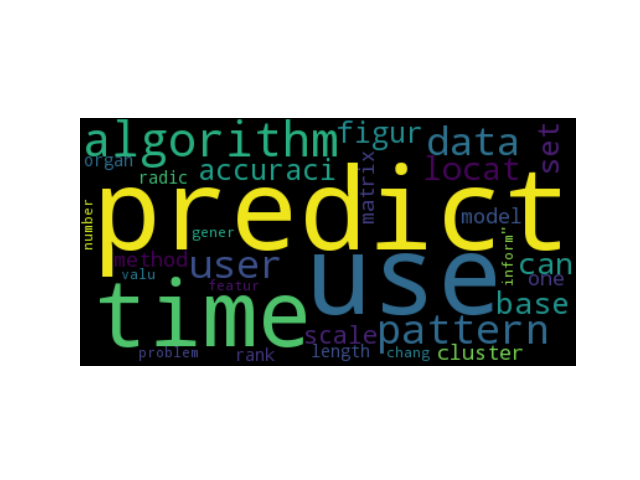 algorithm
figur
data
set
organ
radic
accuraci
matrix
locat
predict
number
gener
model
method
valu
user
featur
use
inform"
can
one
time
base
scale
pattern
problem
rank
length
chang
cluster